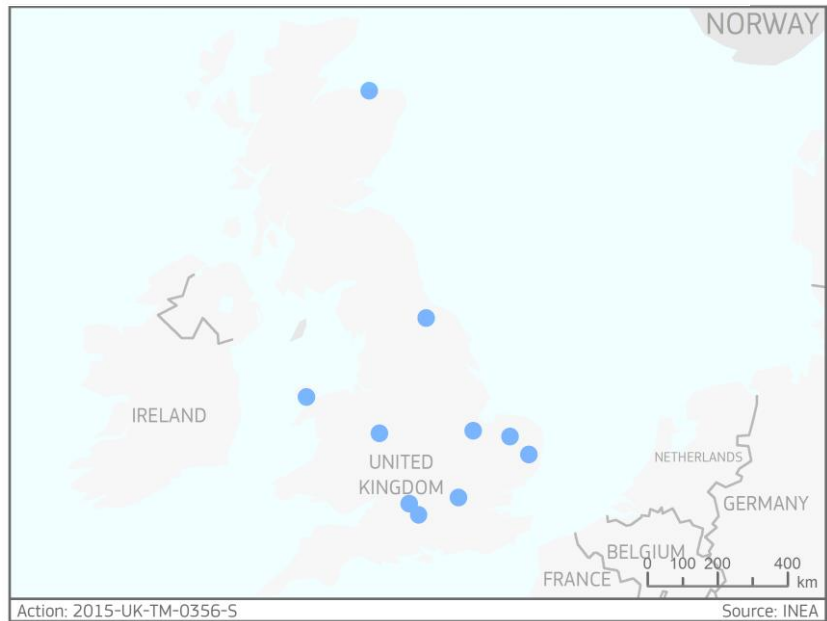 NORWAY
IRELAND
UNITED
KINGDOM
NETHERLANDS
GERMANY
BELGIUM
FRANCE
0 100 200 400
km
Action: 2015-UK-TM-0356-S
Source: INEA